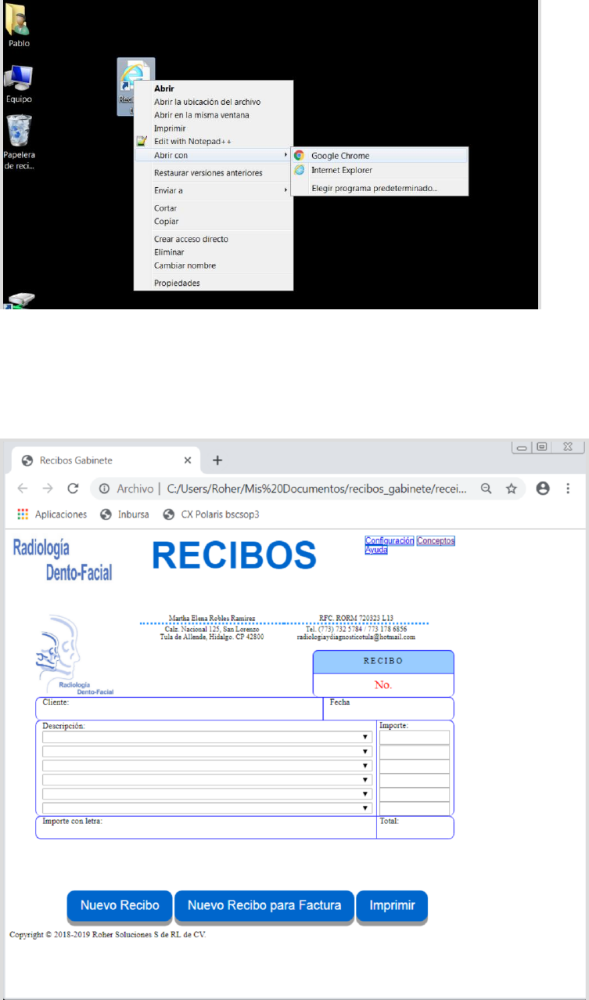 Pablo
Equipo
Papelera
de reci...
Abrir
Abrir la ubicación del archivo
Abrir en la misma ventana
Imprimir
Edit with Notepad++
Abrir con
Restaurar versiones anteriores
Enviar a
Cortar
Copiar
Crear acceso directo
Eliminar
Cambiar nombre
Propiedades
Google Chrome
Internet Explorer
Elegir programa predeterminado...
Recibos Gabinete
Archivo | C:/Users/Roher/Mis%20Documentos/recibos_gabinete/recei...
Aplicaciones Inbursa CX Polaris bscsop3
Radiología
Dento-Facial
RECIBOS
Configuración Conceptos
Ayuda
Martha Elena Robles Ramirez RFC. RORM 720323 L13
Calz. Nacional 125, San Lorenzo Tel. (773) 732 5784 / 773 178 6856
Tula de Allende, Hidalgo. CP 42800 radiologiaydiagnosticotula@hotmail.com
Radiología
Dento-Facial
RECIBO
No.
Cliente: Fecha
Descripción: Importe:
Importe con letra: Total:
Nuevo Recibo Nuevo Recibo para Factura Imprimir
Copyright © 2018-2019 Roher Soluciones S de RL de CV.